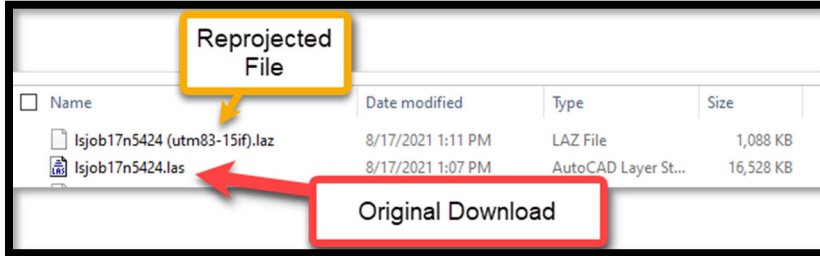 Reprojected
File
Name Date modified Type Size
lsjob17n5424 (utm83-15if).laz 8/17/2021 1:11 PM LAZ File 1,088 KB
lsjob17n5424.las 8/17/2021 1:07 PM AutoCAD Layer St... 16,528 KB
Original Download